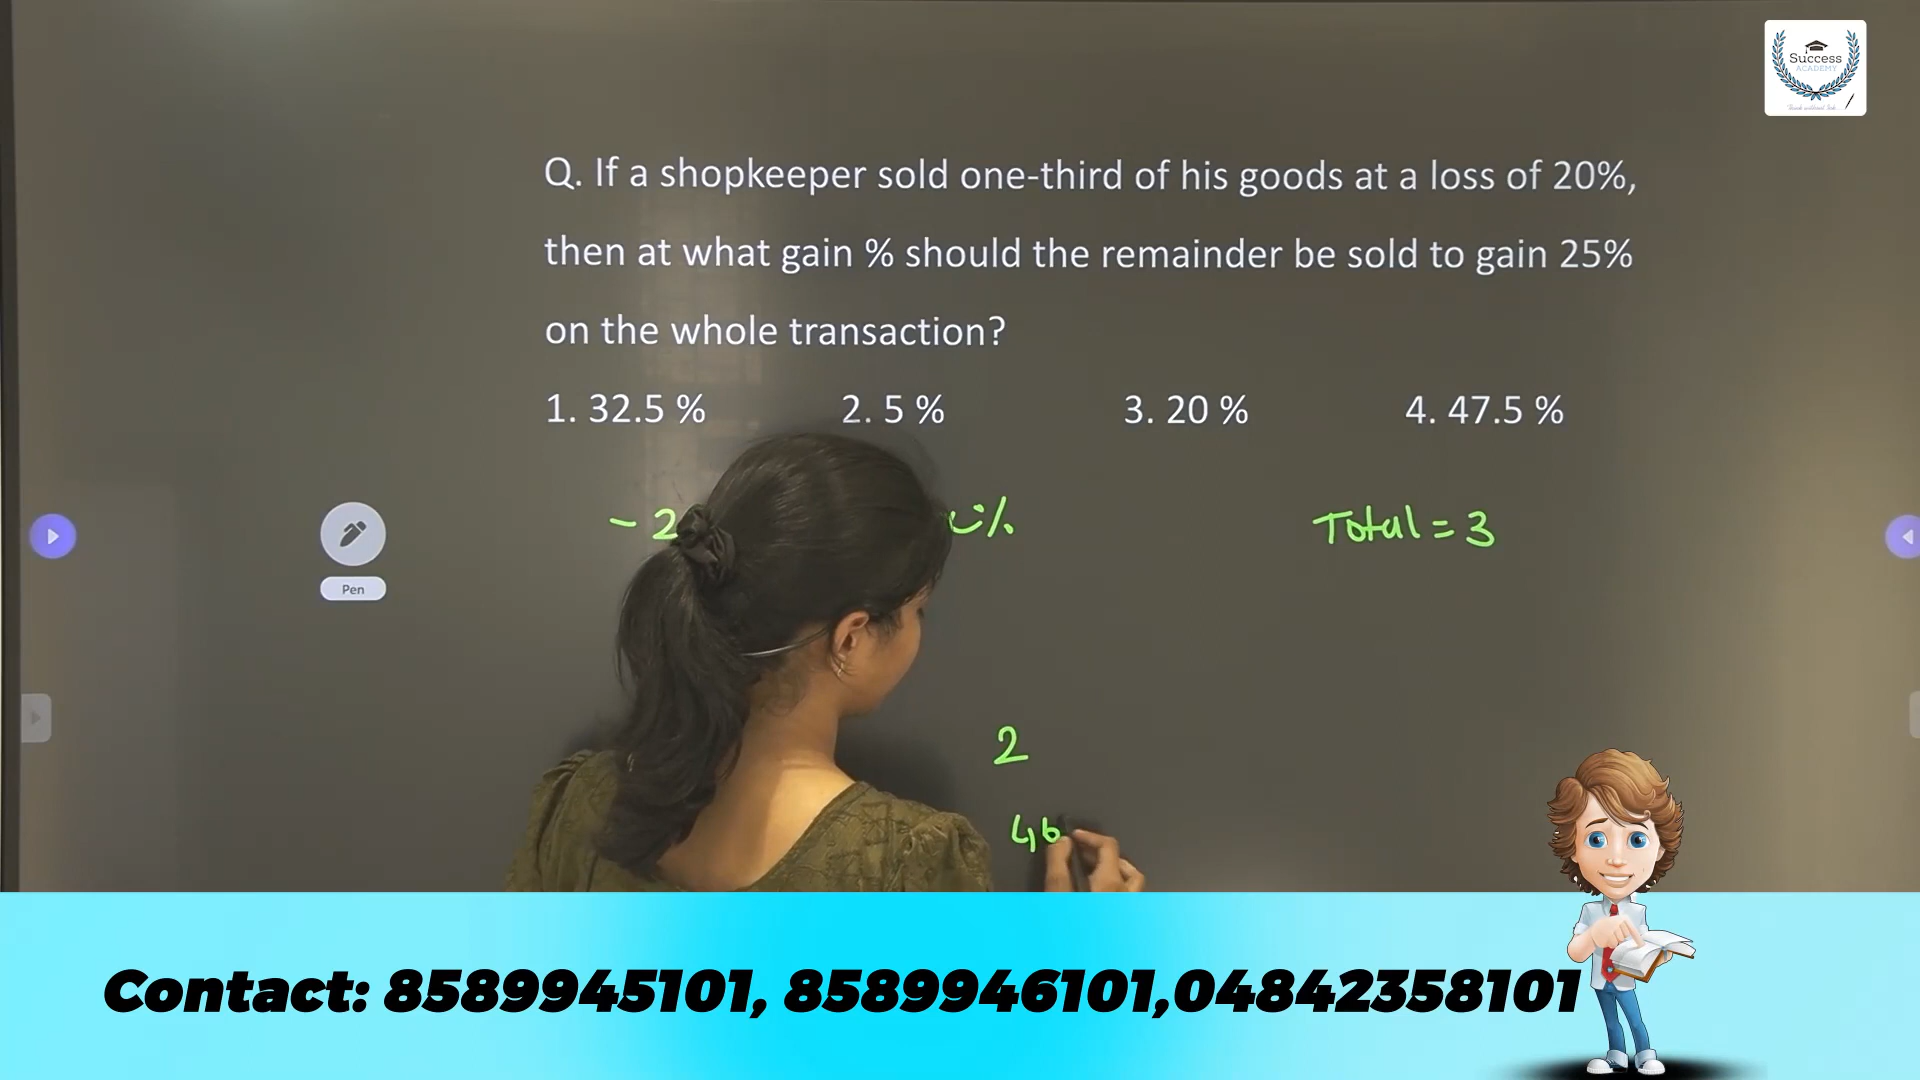 Success
ACADEMY
Q. If a shopkeeper sold one-third of his goods at a loss of 20%,
then at what gain % should the remainder be sold to gain 25%
on the whole transaction?
1. 32.5 % 2. 5 % 3. 20 % 4. 47.5 %
- 2 % Total = 3
Pen
2
Contact: 8589945101, 8589946101,04842358101